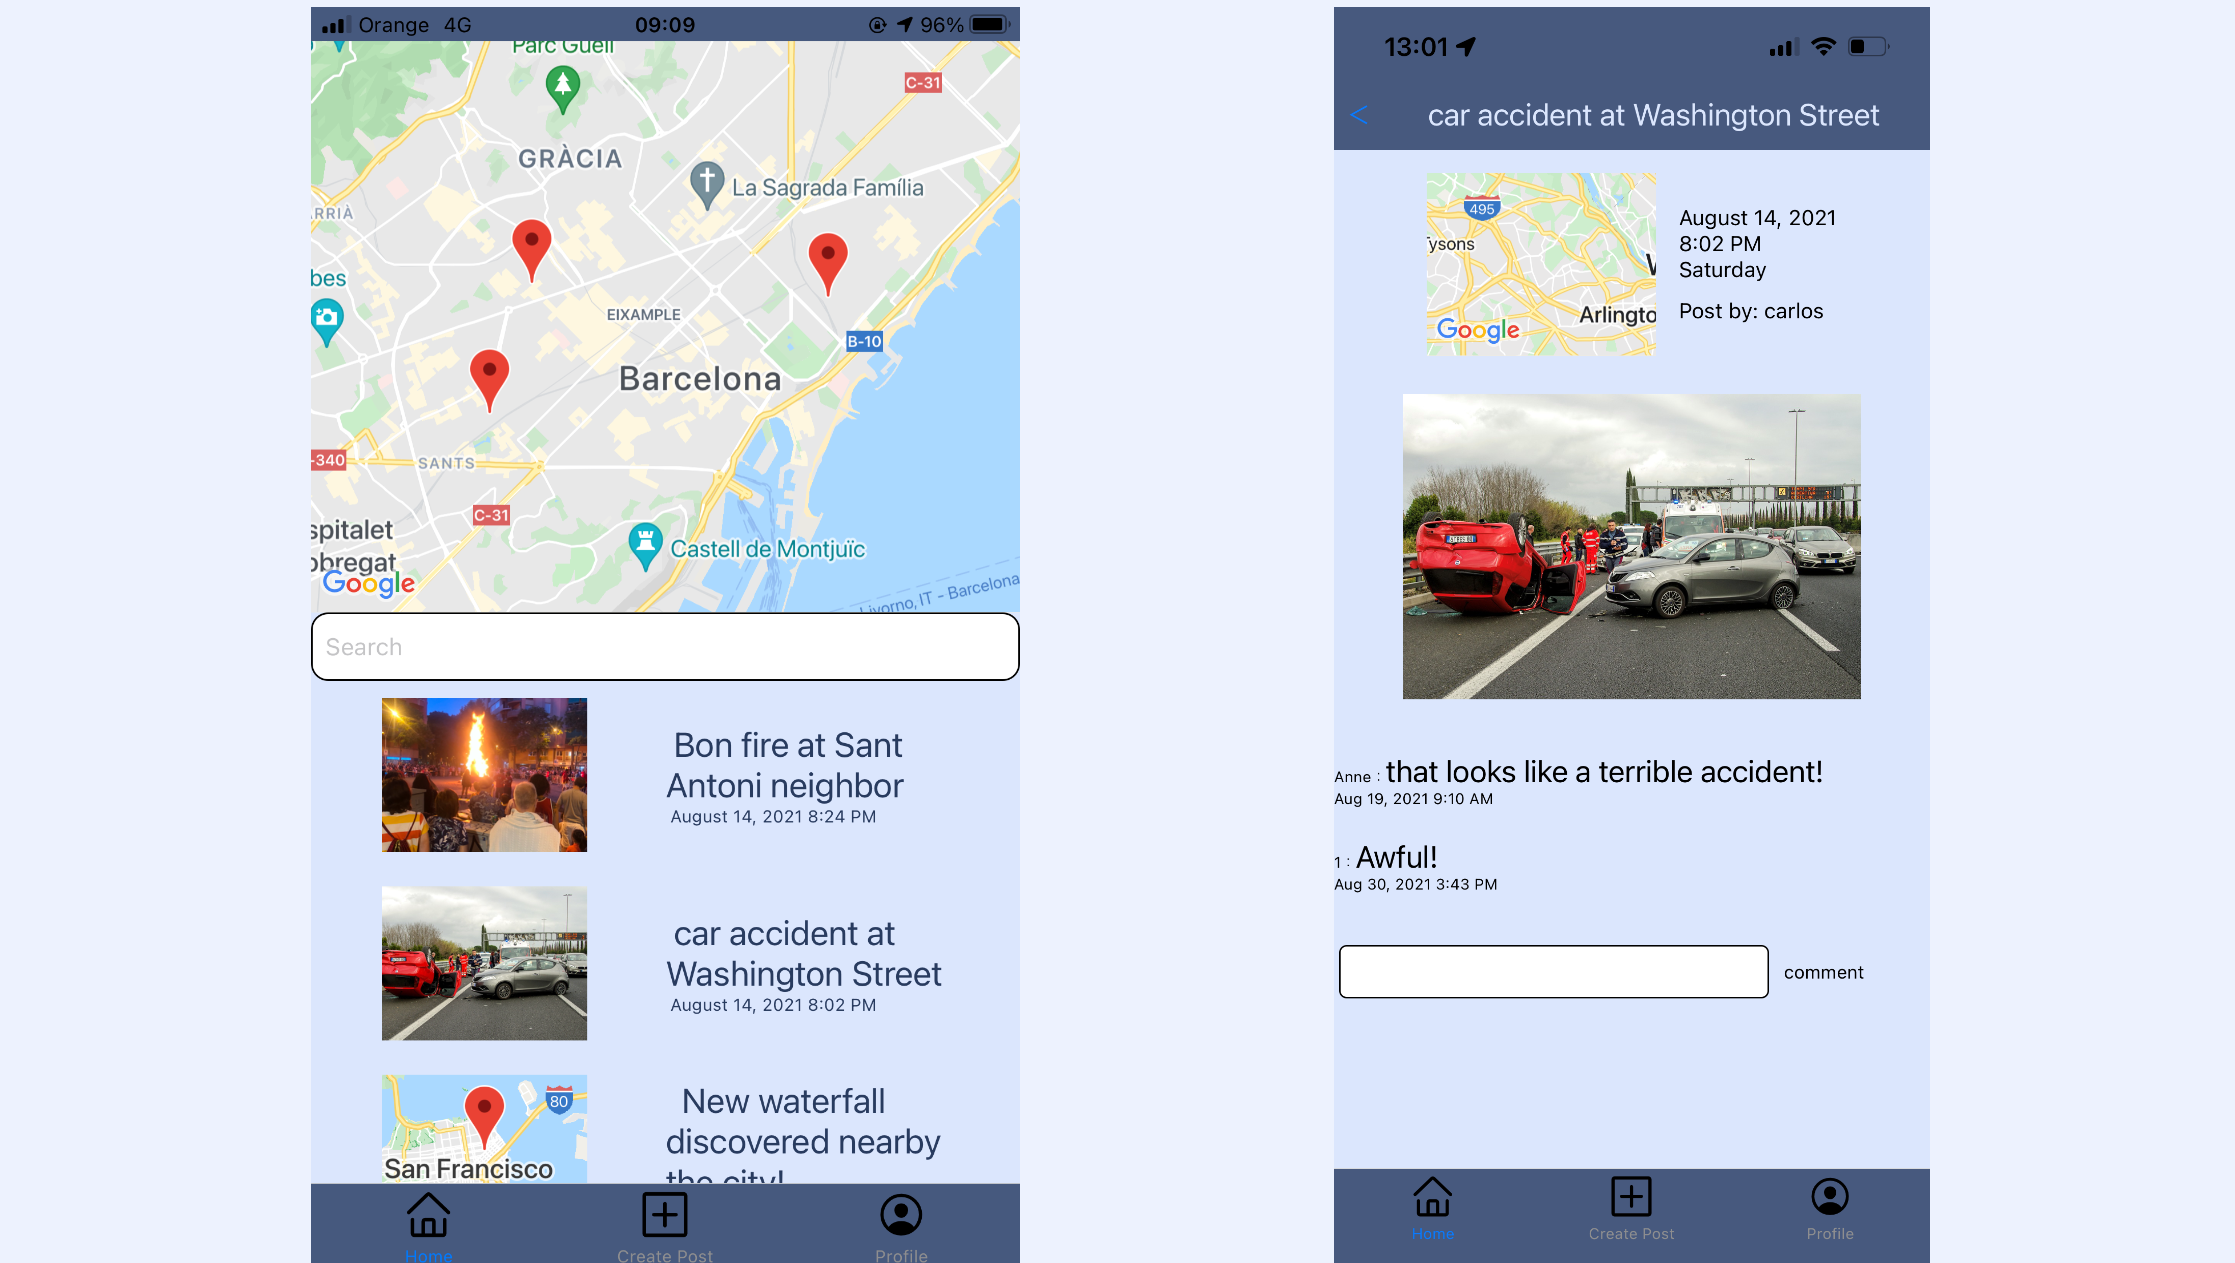 Orange 4G
09:09
96%
Parc Güell
C-31
GRÀCIA
La Sagrada Família
RRIÀ
bes
EIXAMPLE
B-10
Barcelona
-340
SANTS
C-31
spitalet
obregat
Castell de Montjuïc
Google
Livorno, IT - Barcelona
Search
Bon fire at Sant
Antoni neighbor
August 14, 2021 8:24 PM
car accident at
Washington Street
August 14, 2021 8:02 PM
80
San Francisco
New waterfall
discovered nearby
the city!
Home
Create Post
Profile
13:01
<
car accident at Washington Street
495
Tysons
W
Arlingto
Google
August 14, 2021
8:02 PM
Saturday
Post by: carlos
Anne : that looks like a terrible accident!
Aug 19, 2021 9:10 AM
1 : Awful!
Aug 30, 2021 3:43 PM
comment
Home
Create Post
Profile